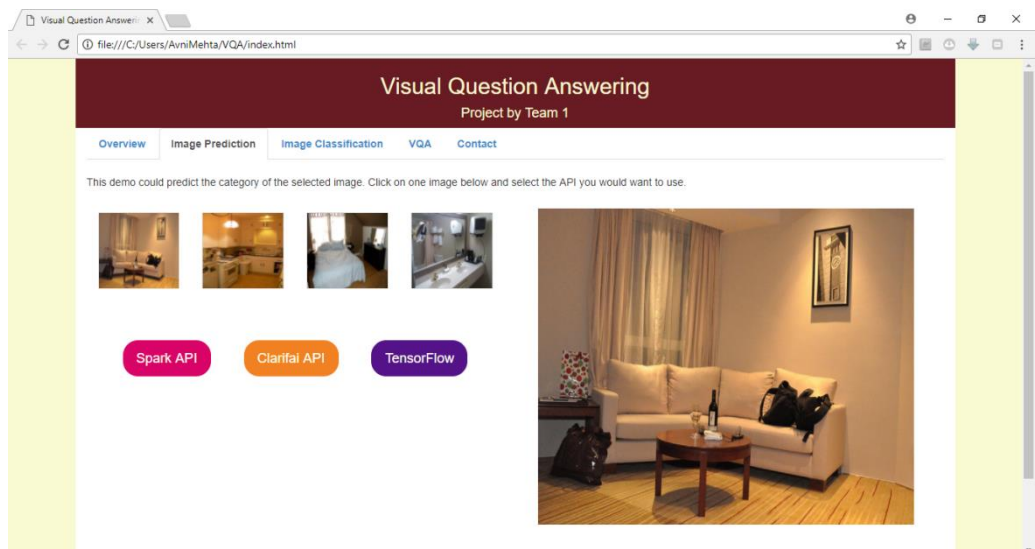 Visual Question Answerin
file:///C:/Users/AvniMehta/VQA/index.html
Visual Question Answering
Project by Team 1
Overview Image Prediction Image Classification VQA Contact
This demo could predict the category of the selected image. Click on one image below and select the API you would want to use.
Spark API Clarifai API TensorFlow